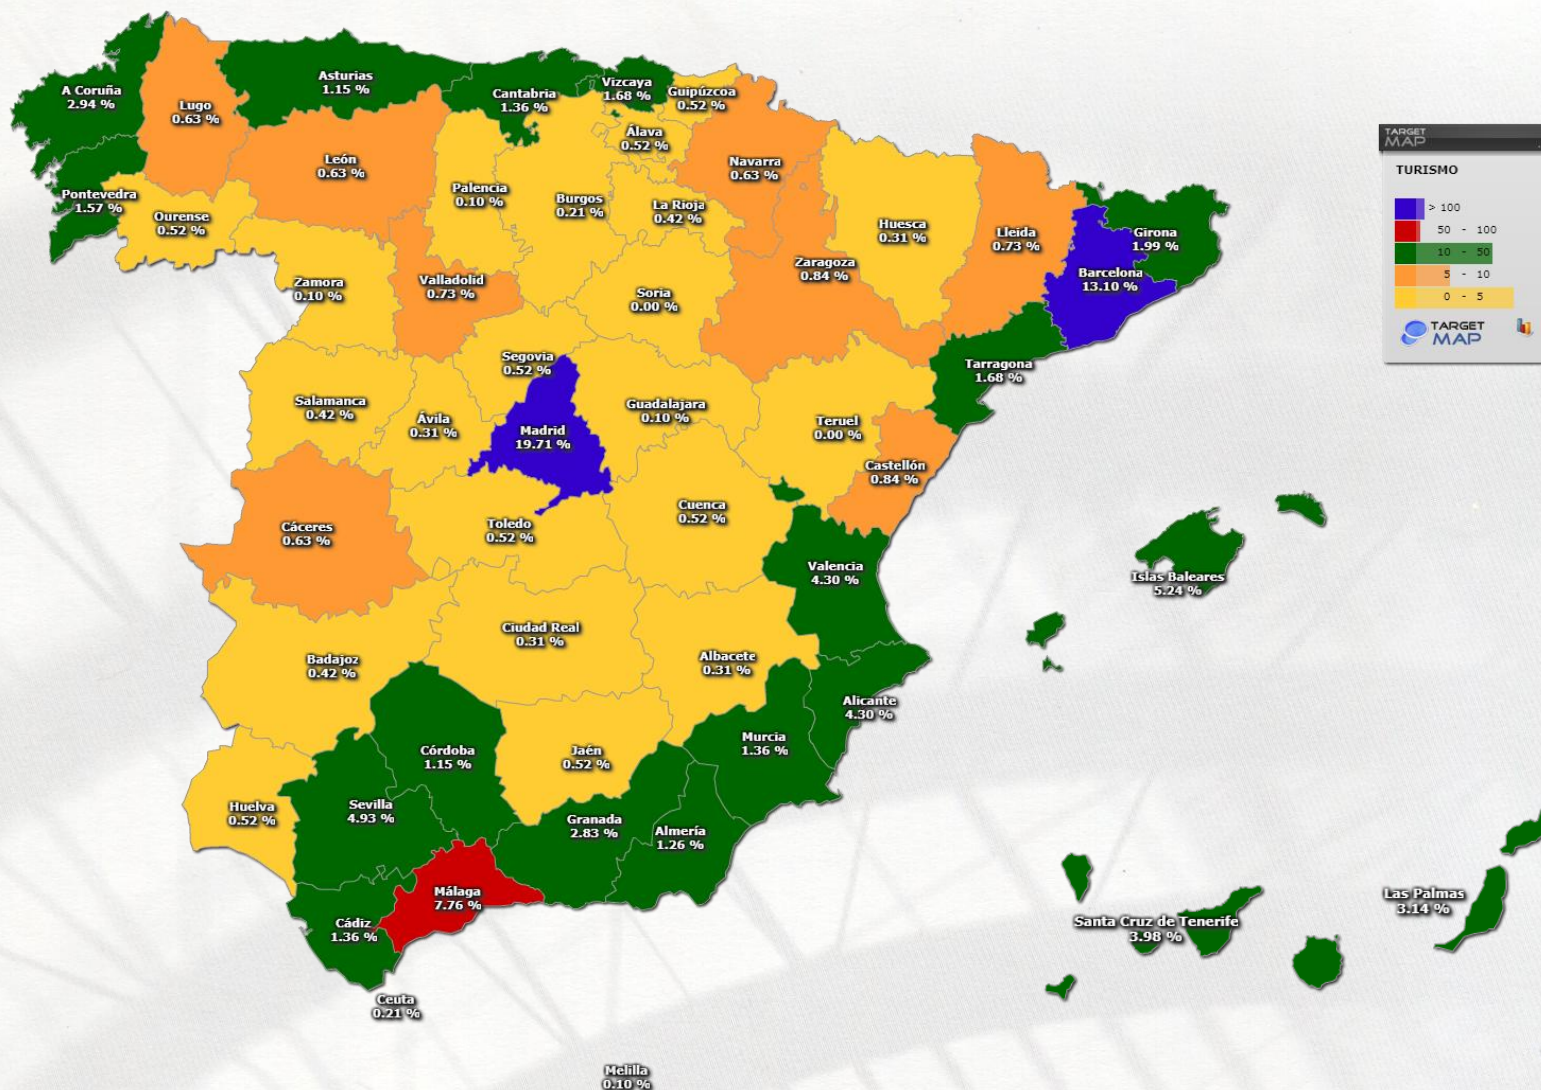 A Coruña
2.94 %
Lugo
0.63 %
Asturias
1.15 %
Cantabria
1.36 %
Vizcaya
1.68 %
Guipúzcoa
0.52 %
Álava
0.52 %
Navarra
0.63 %
León
0.63 %
Palencia
0.10 %
Burgos
0.21 %
La Rioja
0.42 %
Pontevedra
1.57 %
Ourense
0.52 %
Huesca
0.31 %
Lleida
0.73 %
Girona
1.99 %
Barcelona
13.10 %
Zaragoza
0.84 %
Zamora
0.10 %
Valladolid
0.73 %
Soria
0.00 %
Segovia
0.52 %
Tarragona
1.68 %
Salamanca
0.42 %
Ávila
0.31 %
Madrid
19.71 %
Guadalajara
0.10 %
Teruel
0.00 %
Castellón
0.84 %
Cáceres
0.63 %
Toledo
0.52 %
Cuenca
0.52 %
Valencia
4.30 %
Islas Baleares
5.24 %
Badajoz
0.42 %
Ciudad Real
0.31 %
Albacete
0.31 %
Alicante
4.30 %
Murcia
1.36 %
Córdoba
1.15 %
Jaén
0.52 %
Huelva
0.52 %
Sevilla
4.93 %
Granada
2.83 %
Almería
1.26 %
Málaga
7.76 %
Cádiz
1.36 %
Ceuta
0.21 %
Melilla
0.10 %
Santa Cruz de Tenerife
3.98 %
Las Palmas
3.14 %
TARGET
MAP
TURISMO
> 100
50 - 100
10 - 50
5 - 10
0 - 5
TARGET
MAP